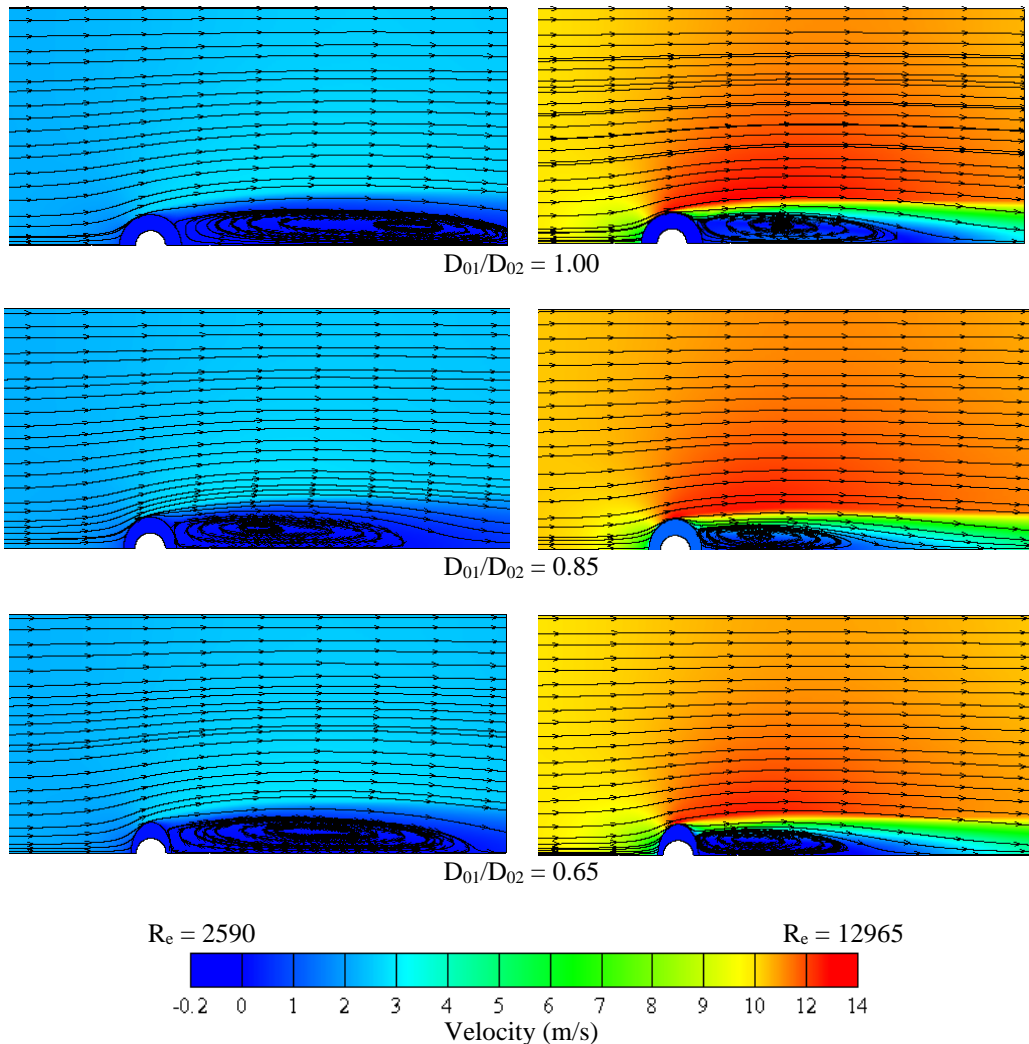 D₀₁/D₀₂ = 1.00
D₀₁/D₀₂ = 0.85
D₀₁/D₀₂ = 0.65
Rₑ = 2590 Rₑ = 12965
-0.2 0 1 2 3 4 5 6 7 8 9 10 12 14
Velocity (m/s)